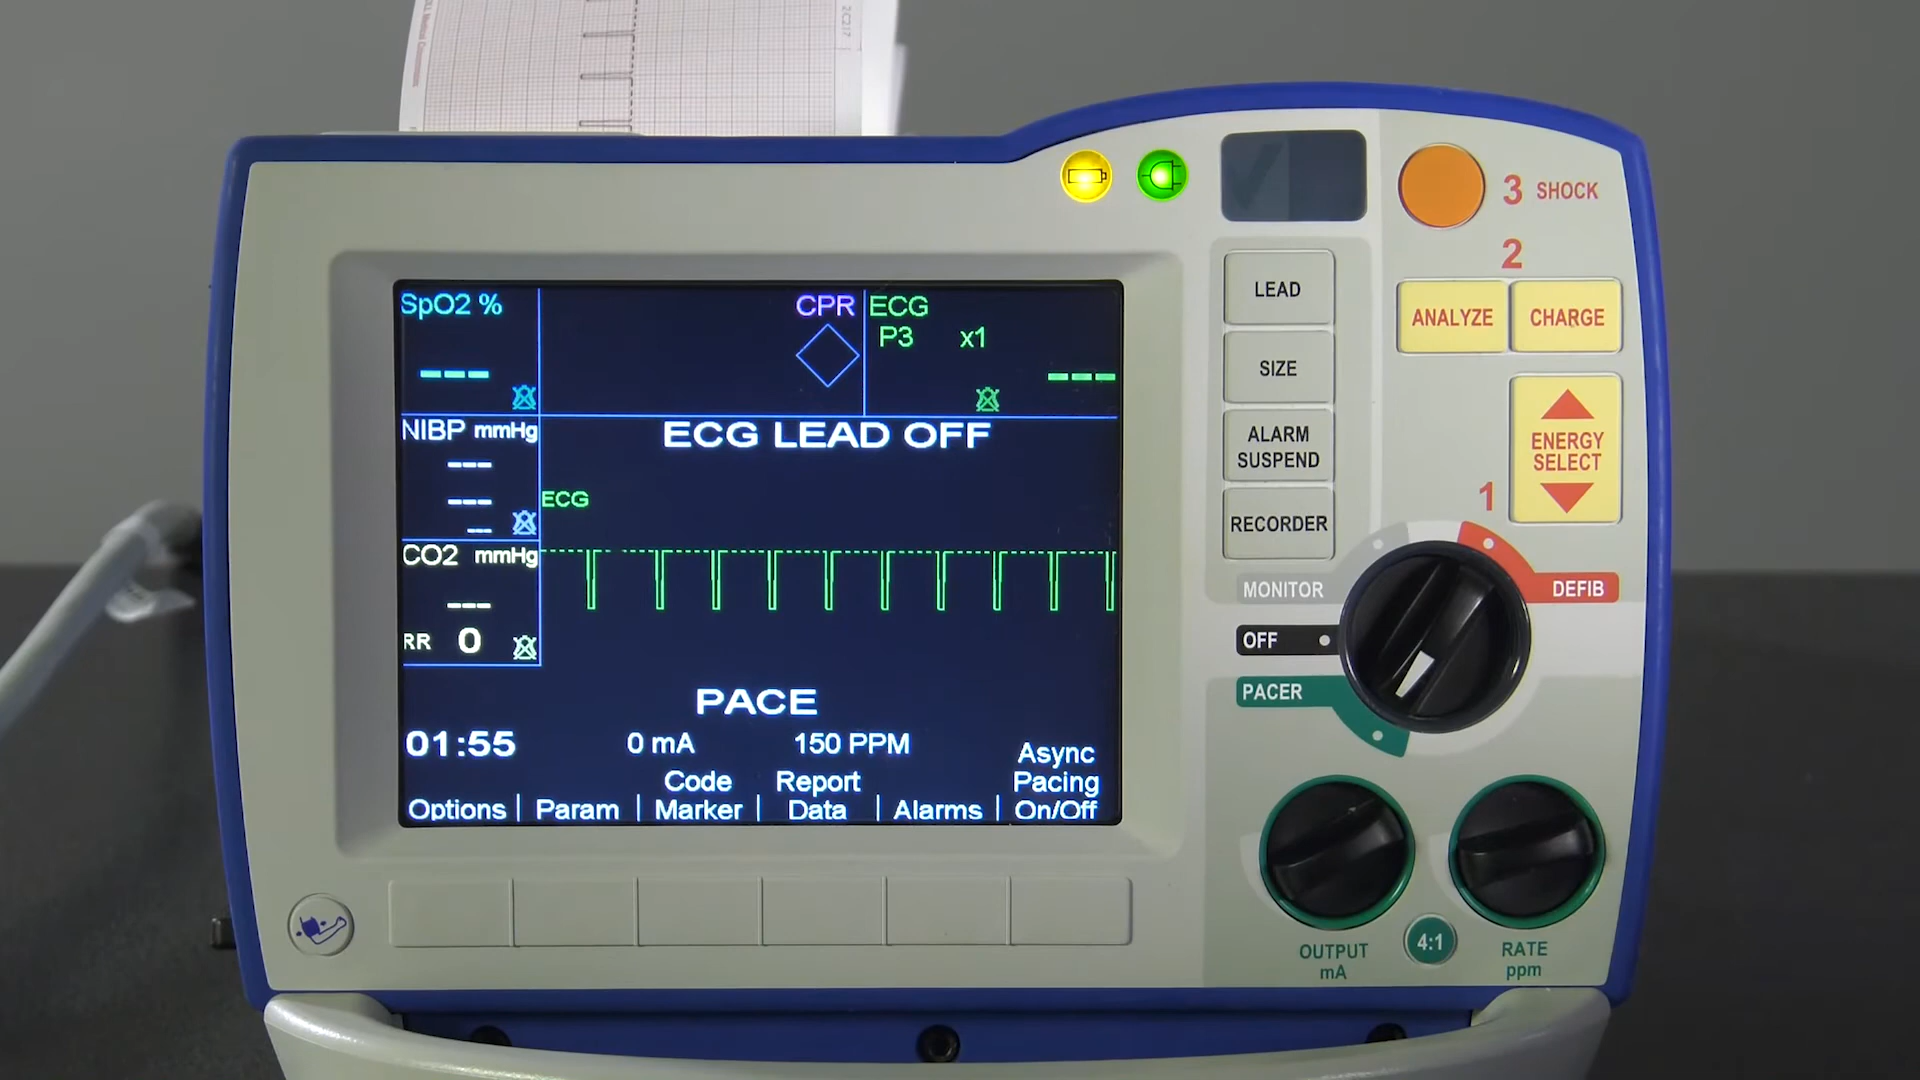 2C217
SpO2 %
---
CPR
ECG
P3 x1
---
NIBP mmHg
---
---
--
ECG LEAD OFF
ECG
CO2 mmHg
---
RR 0
PACE
01:55 0 mA 150 PPM
Options | Param | Code Marker | Report Data | Alarms | Async Pacing On/Off
3 SHOCK
2
ANALYZE CHARGE
ENERGY
SELECT
1
LEAD
SIZE
ALARM
SUSPEND
RECORDER
MONITOR
DEFIB
OFF
PACER
OUTPUT
mA
4:1
RATE
ppm